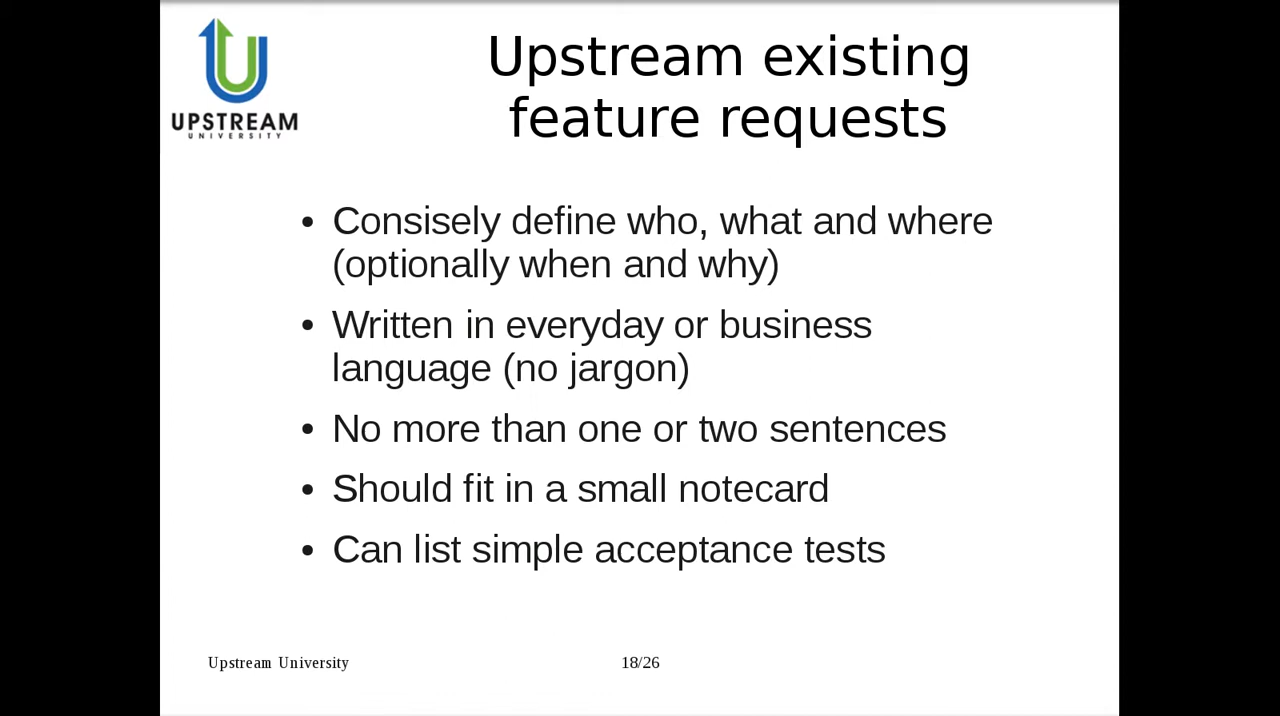 UPSTREAM
UNIVERSITY
Upstream existing
feature requests
• Consisely define who, what and where
(optionally when and why)
• Written in everyday or business
language (no jargon)
• No more than one or two sentences
• Should fit in a small notecard
• Can list simple acceptance tests
Upstream University
18/26